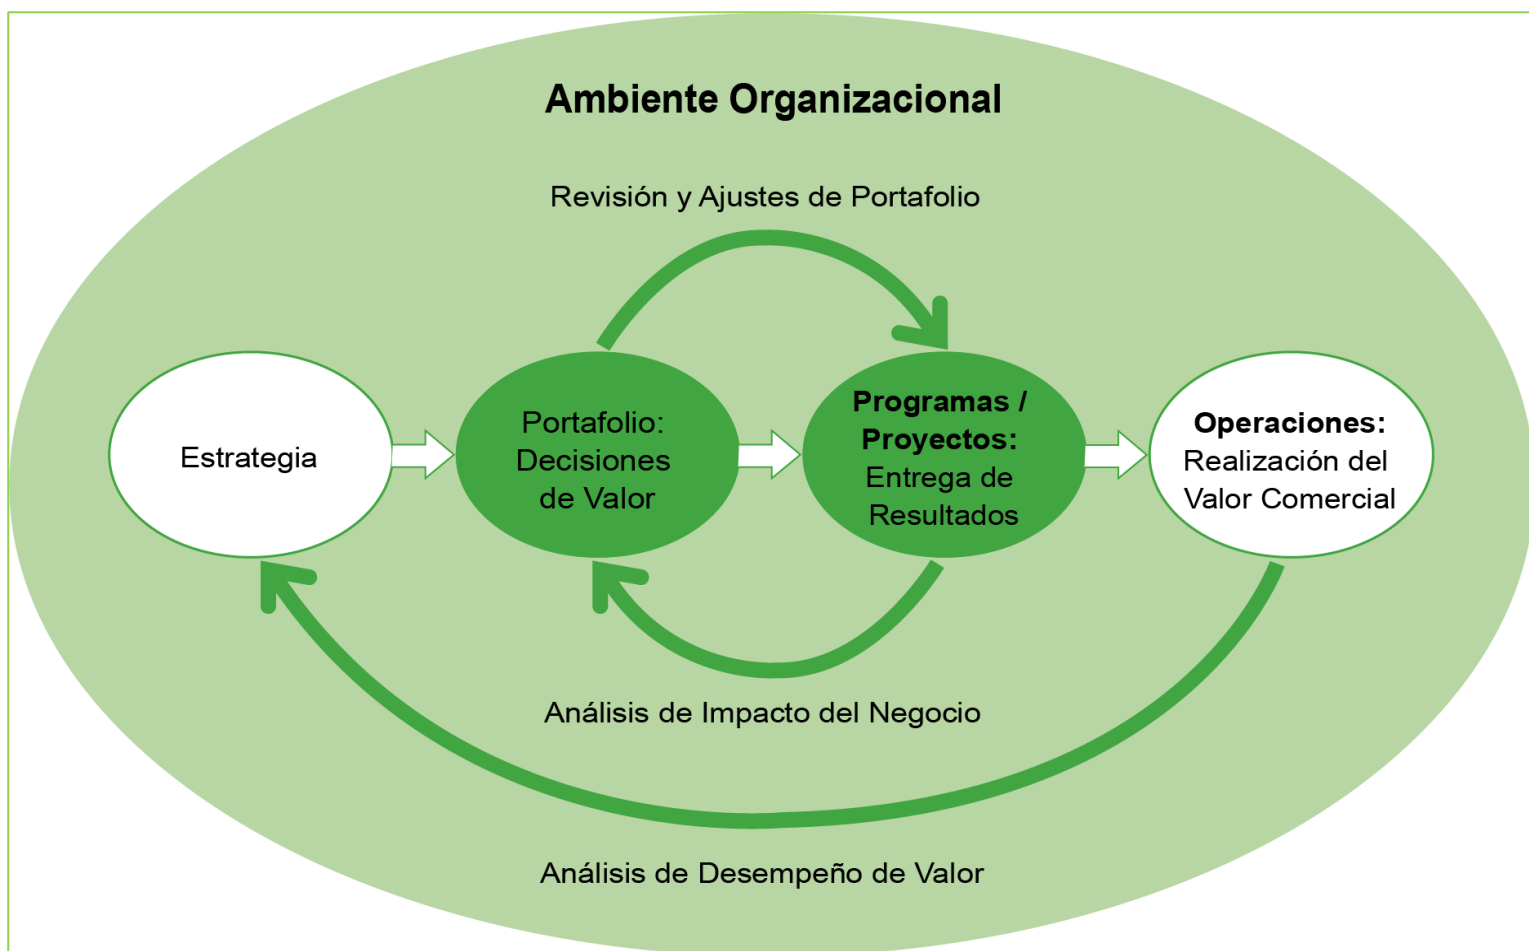 Ambiente Organizacional
Revisión y Ajustes de Portafolio
Estrategia
Portafolio:
Decisiones
de Valor
Programas /
Proyectos:
Entrega de
Resultados
Operaciones:
Realización del
Valor Comercial
Análisis de Impacto del Negocio
Análisis de Desempeño de Valor